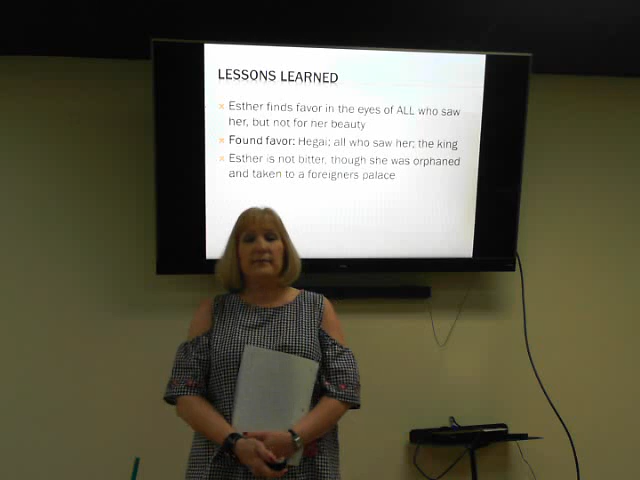 LESSONS LEARNED
Esther finds favor in the eyes of ALL who saw
her, but not for her beauty
Found favor: Hegai; all who saw her; the king
Esther is not bitter, though she was orphaned
and taken to a foreigners palace